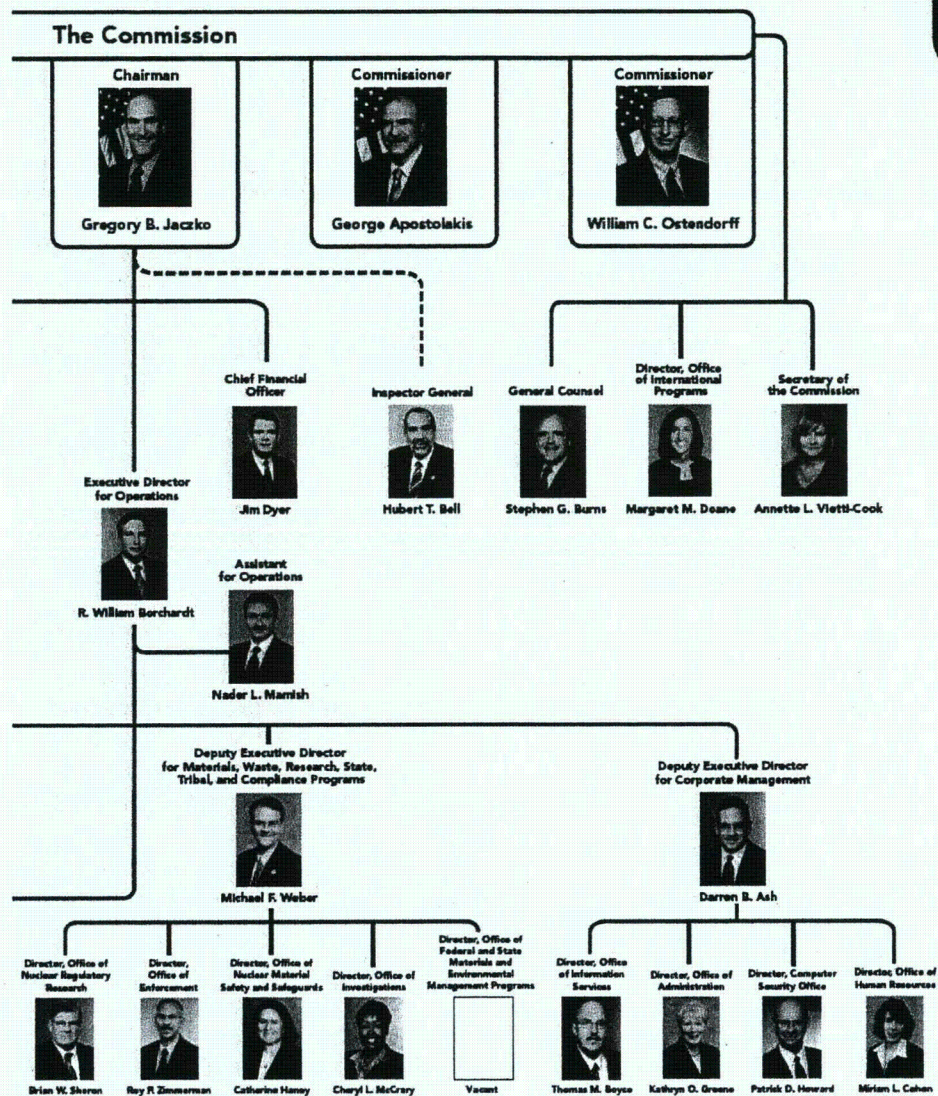 The Commission
Chairman
Commissioner
Commissioner
Gregory B. Jaczko
George Apostolakis
William C. Ostendorff
Chief Financial
Officer
Inspector General
General Counsel
Director, Office
of International
Programs
Secretary of
the Commission
Jim Dyer
Hubert T. Bell
Stephen G. Burns
Margaret M. Doane
Annette L. Vietti-Cook
Executive Director
for Operations
R. William Borchardt
Assistant
for Operations
Nader L. Mamish
Deputy Executive Director
for Materials, Waste, Research, State,
Tribal, and Compliance Programs
Michael F. Weber
Deputy Executive Director
for Corporate Management
Darren B. Ash
Director, Office of
Nuclear Regulatory
Research
Brian W. Sheron
Director,
Office of
Enforcement
Roy P. Zimmerman
Director, Office of
Nuclear Material
Safety and Safeguards
Catherine Haney
Director, Office of
Investigations
Cheryl L. McCrary
Director, Office of
Federal and State
Materials and
Environmental
Management Programs
Vacant
Director, Office
of Information
Services
Thomas M. Boyce
Director, Office of
Administration
Kathryn O. Greene
Director, Computer
Security Office
Patrick D. Howard
Director, Office of
Human Resources
Miriam L. Cohen